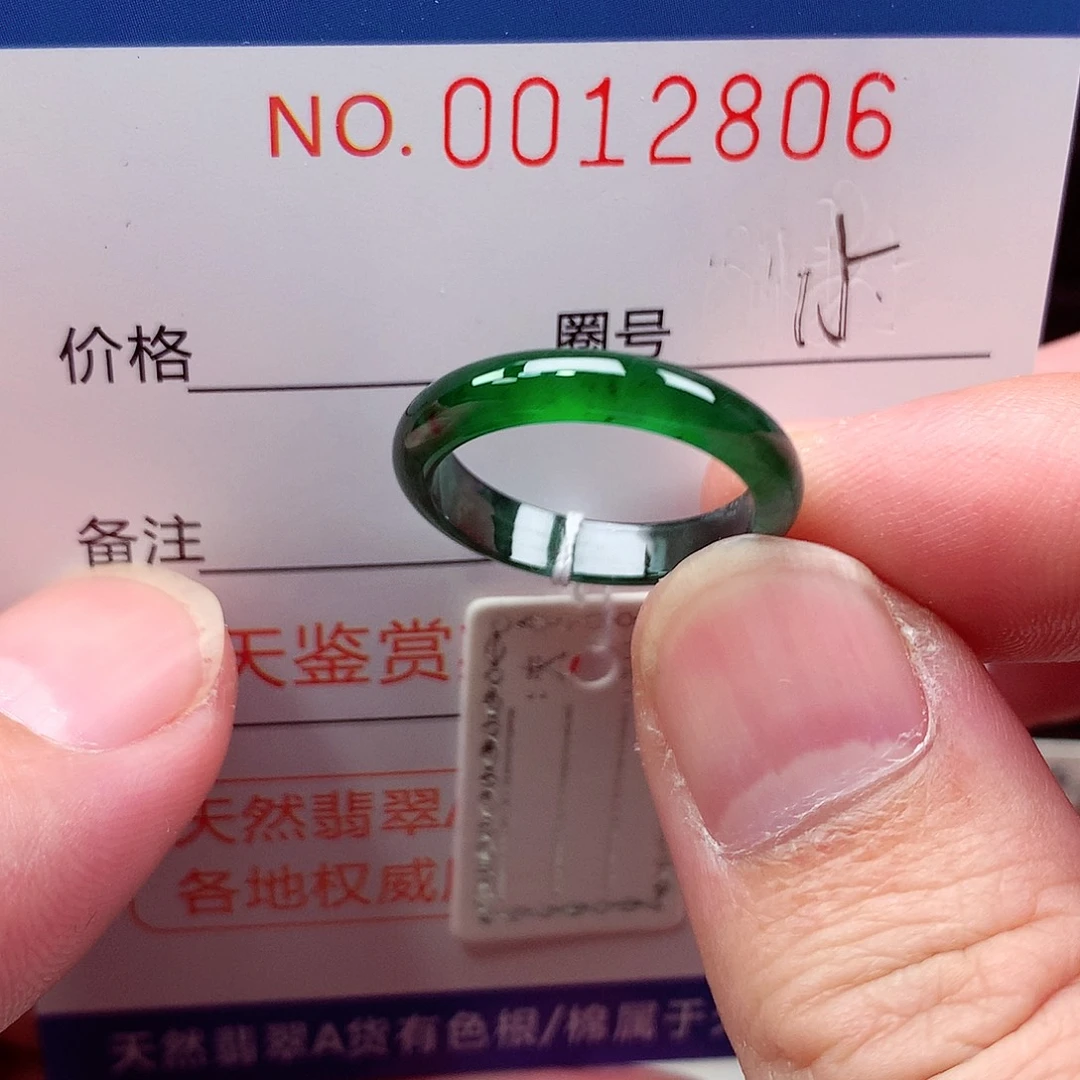 NO. 0012806
价格 圈号
备注
天鉴赏
天然翡翠
各地权威
天然翡翠A货有色根/棉属于